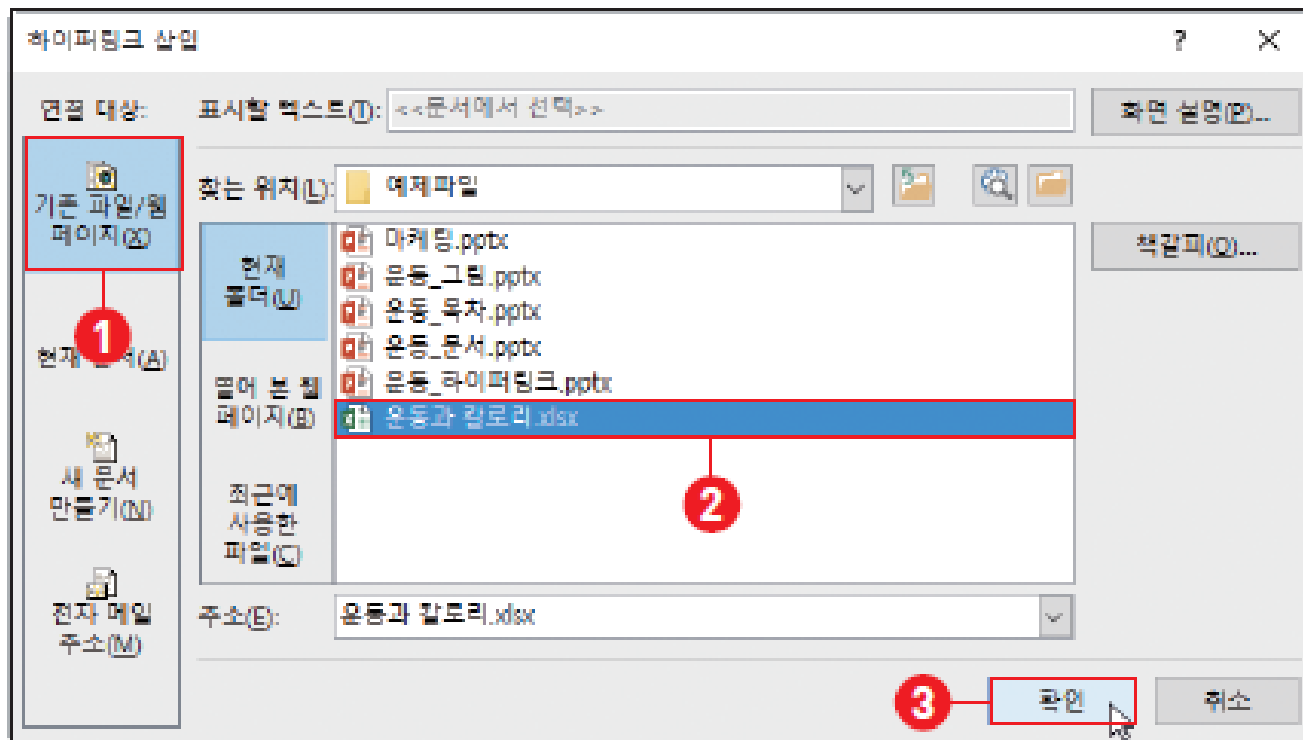 하이퍼링크 삽입
? ×
연결 대상:
표시할 텍스트(T): <<문서에서 선택>>
화면 설명(P)...
기존 파일/웹
페이지(X)
1
찾는 위치(L): 예제파일
책갈피(O)...
현재
폴더(U)
마케팅.pptx
운동_그림.pptx
운동_목차.pptx
운동_문서.pptx
운동_하이퍼링크.pptx
운동과 칼로리.xlsx
2
현재 (A)
열어 본 웹
페이지(B)
새 문서
만들기(N)
최근에
사용한
파일(C)
전자 메일
주소(M)
주소(E): 운동과 칼로리.xlsx
3
확인
취소